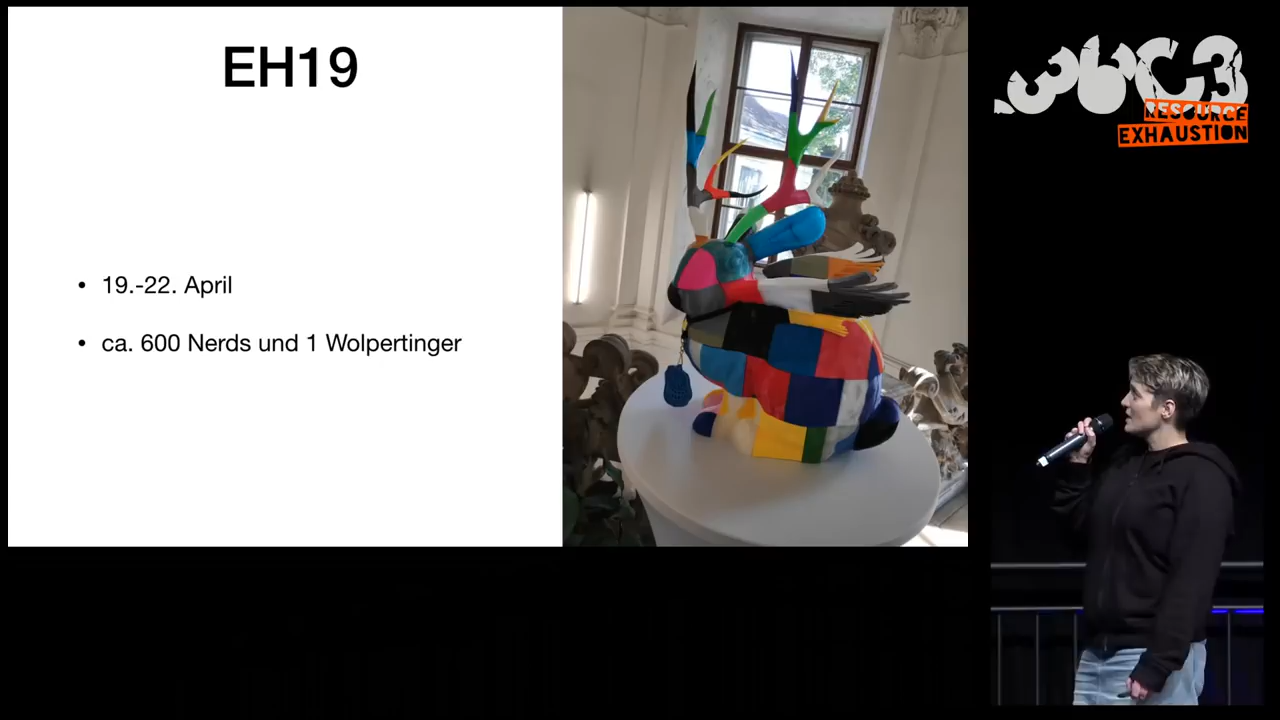 EH19
• 19.-22. April
• ca. 600 Nerds und 1 Wolpertinger
36C3
RESOURCE
EXHAUSTION